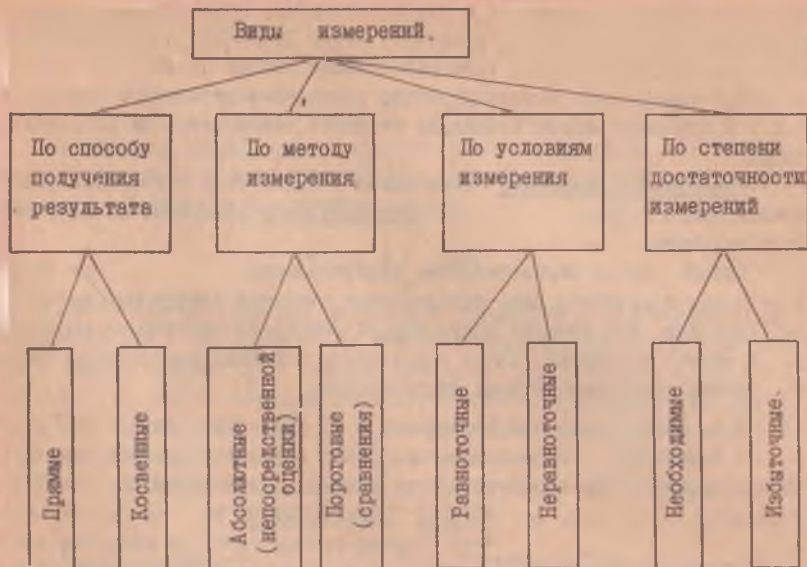 Виды измерений.
По способу
получения
результата
По методу
измерения
По условиям
измерения
По степени
достаточности
измерений
Прямые
Косвенные
Абсолютные
(непосредственной
оценки)
Пороговые
(сравнения)
Равноточные
Неравноточные
Необходимые
Избыточные.